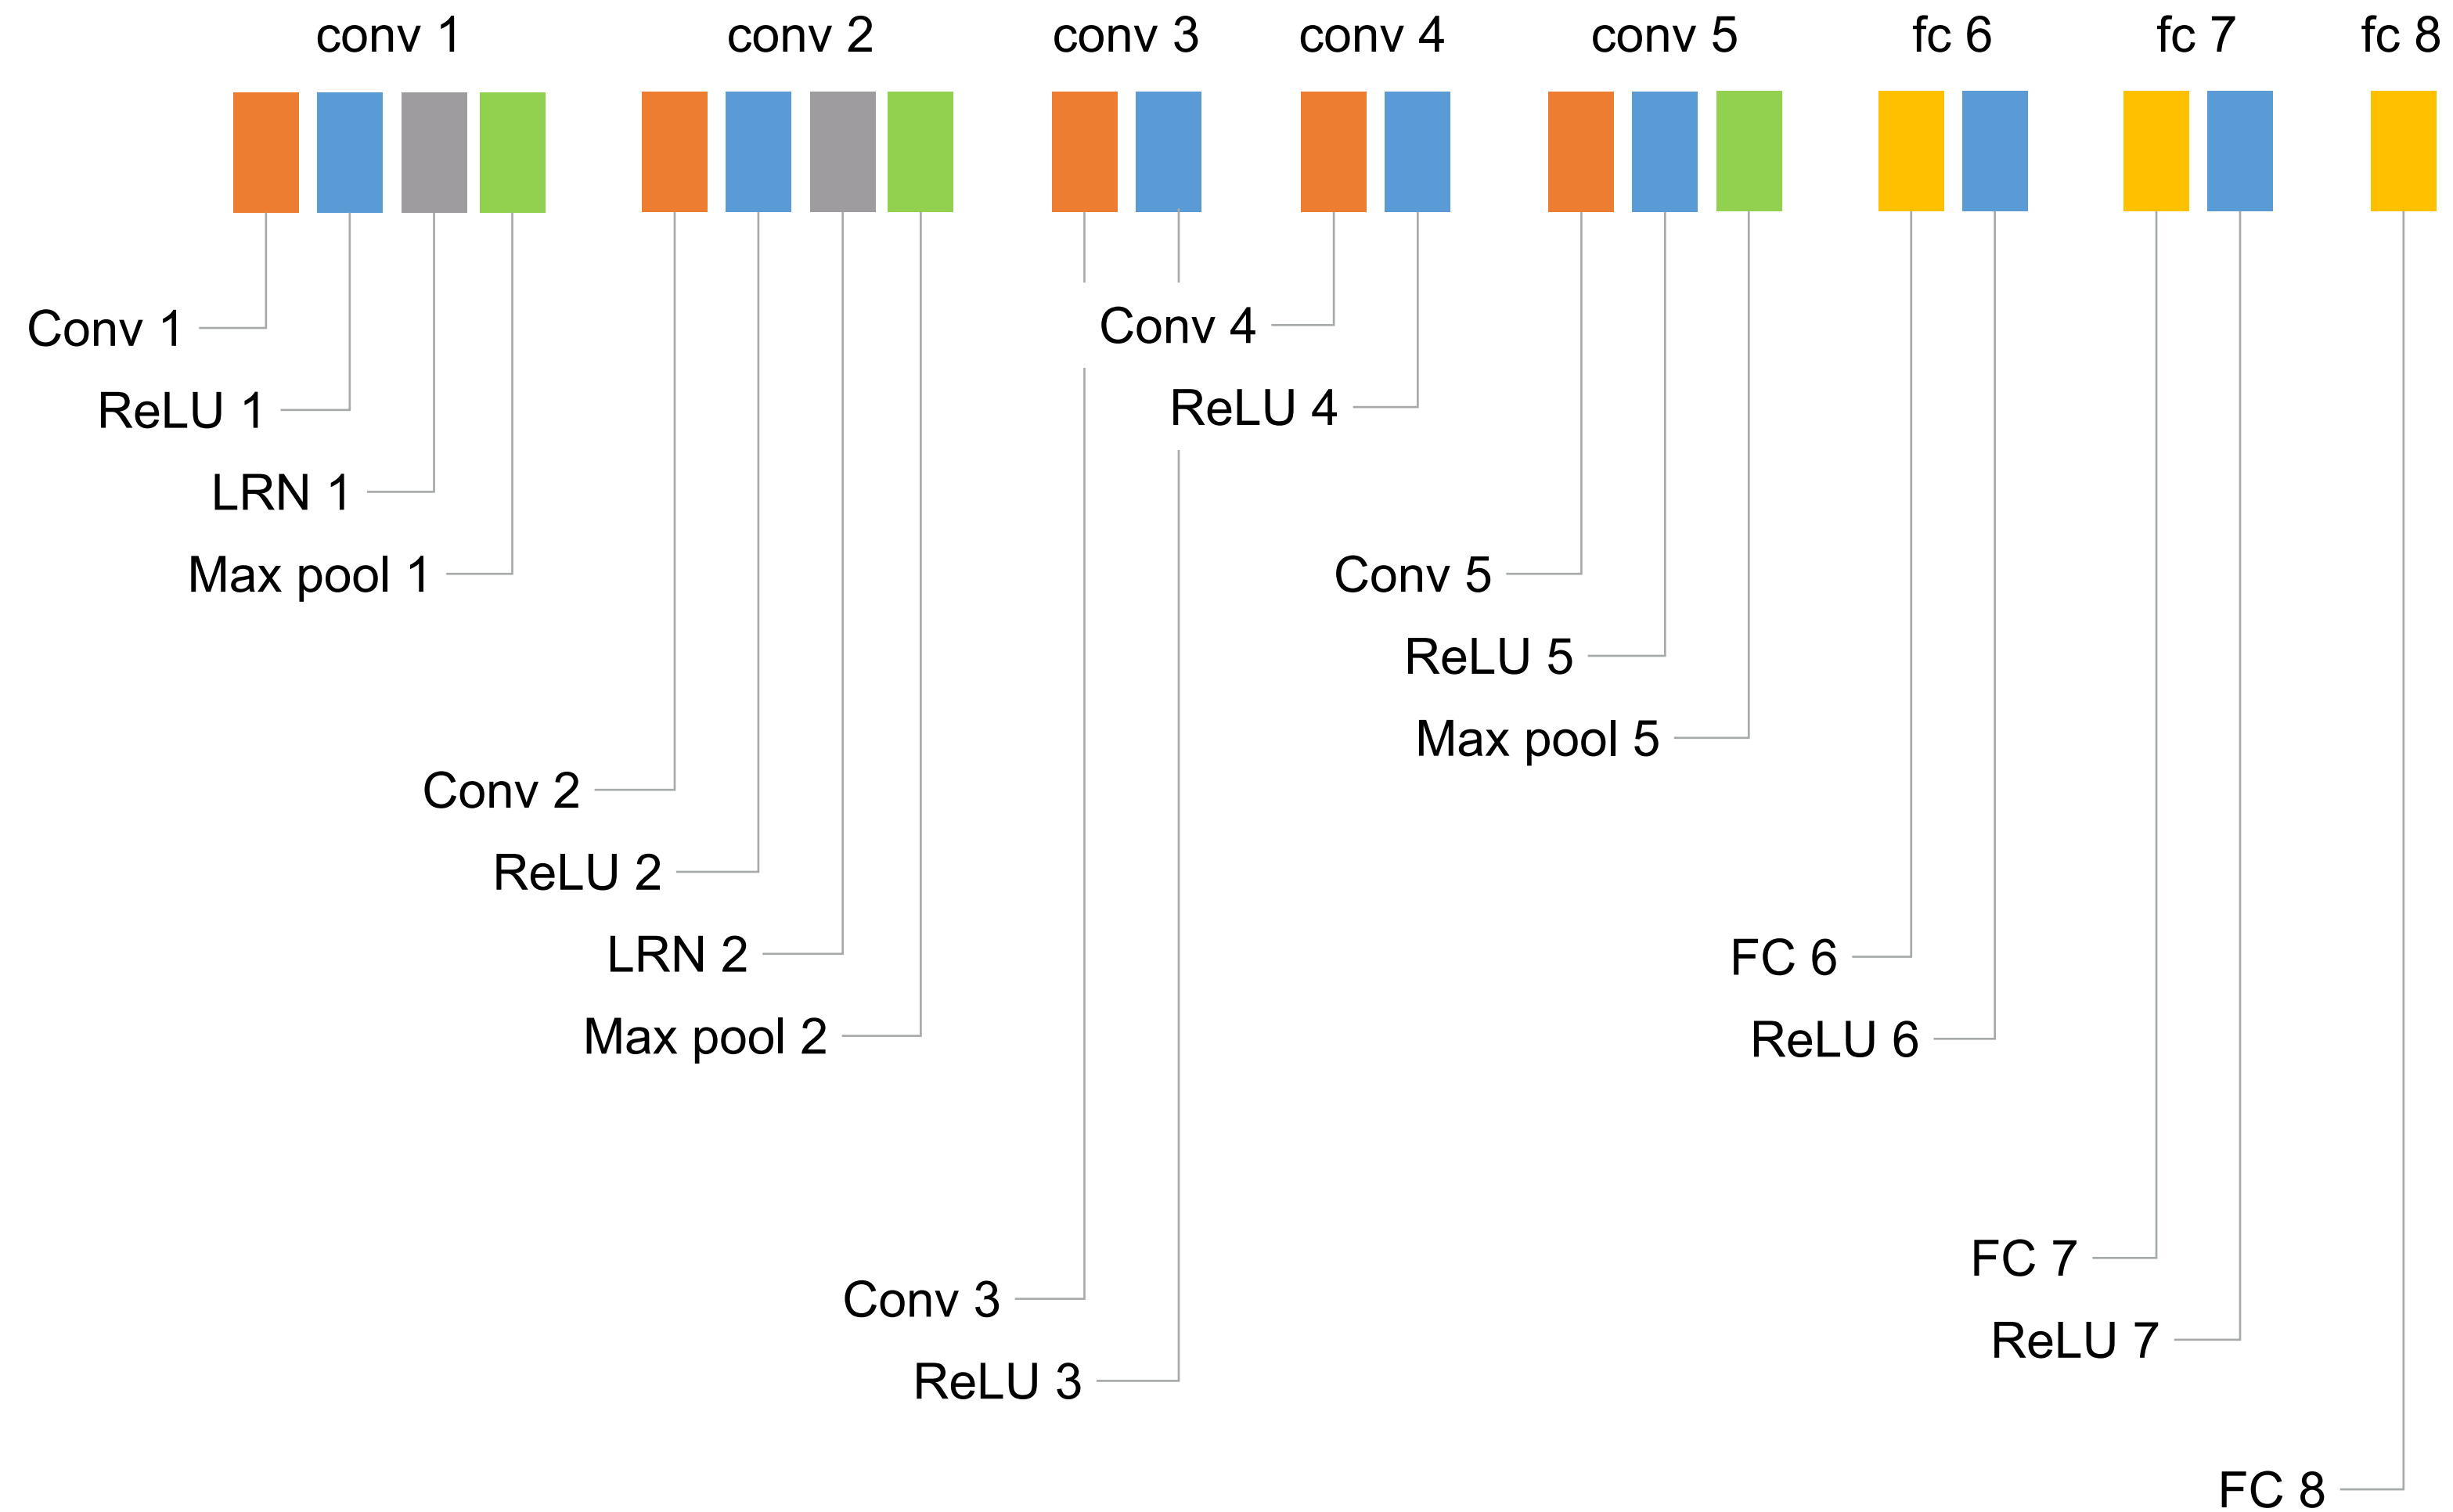 conv 1
conv 2
conv 3
conv 4
conv 5
fc 6
fc 7
fc 8
Conv 1
ReLU 1
LRN 1
Max pool 1
Conv 2
ReLU 2
LRN 2
Max pool 2
Conv 3
ReLU 3
Conv 4
ReLU 4
Conv 5
ReLU 5
Max pool 5
FC 6
ReLU 6
FC 7
ReLU 7
FC 8